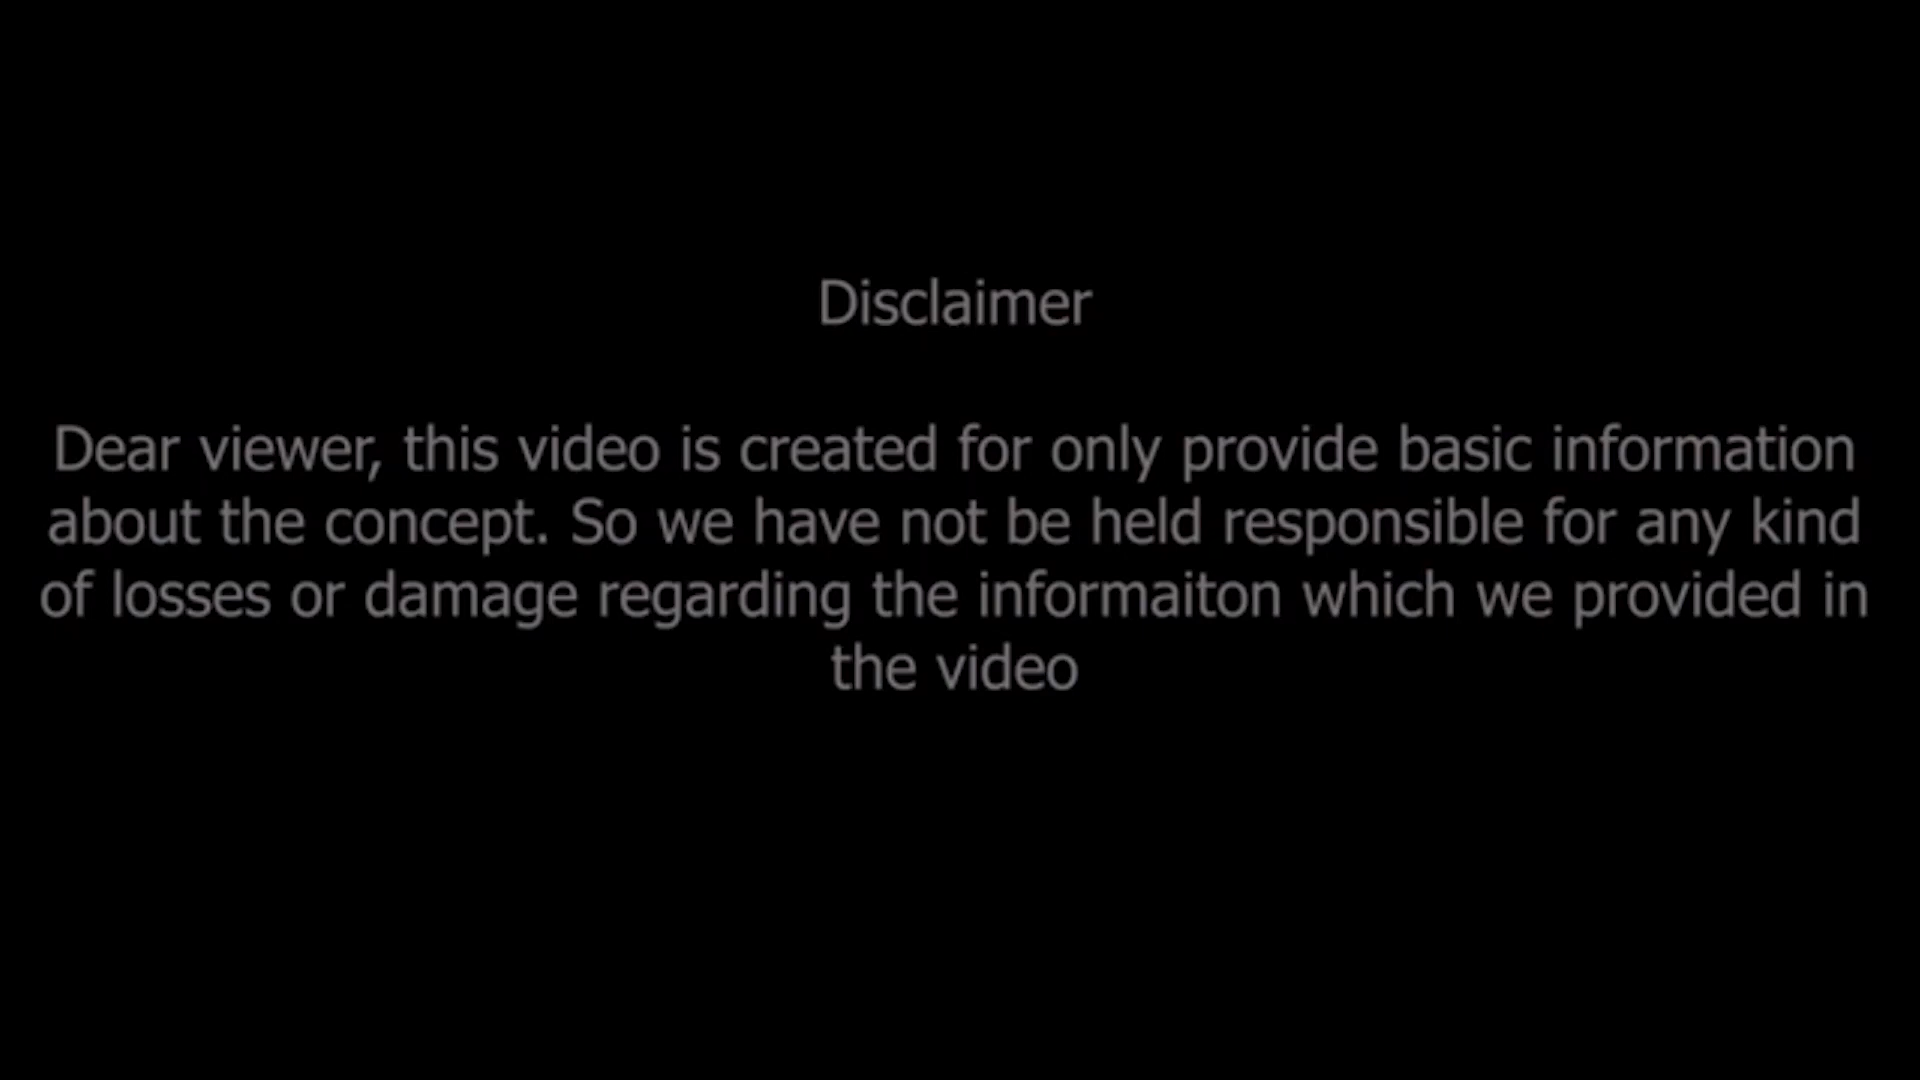 Disclaimer
Dear viewer, this video is created for only provide basic information
about the concept. So we have not be held responsible for any kind
of losses or damage regarding the informaiton which we provided in
the video